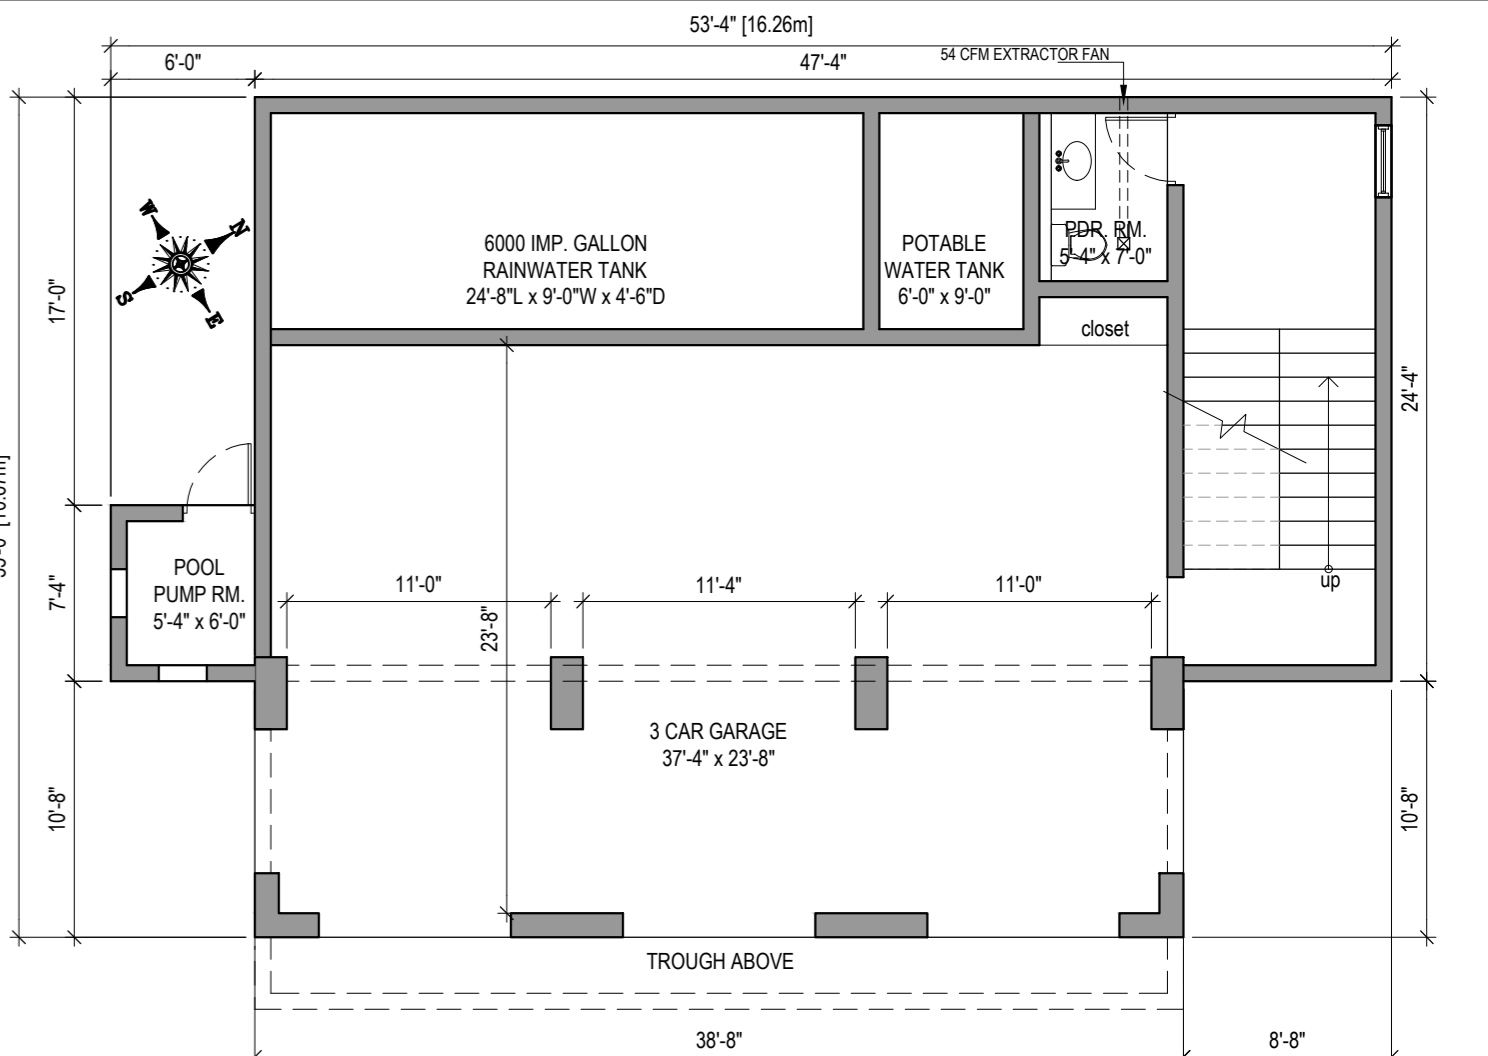 53'-4" [16.26m]
6'-0"
47'-4"
54 CFM EXTRACTOR FAN
W
N
S
E
6000 IMP. GALLON
RAINWATER TANK
24'-8"L x 9'-0"W x 4'-6"D
POTABLE
WATER TANK
6'-0" x 9'-0"
PDR. RM.
5'-4" x 7'-0"
closet
17'-0"
24'-4"
POOL
PUMP RM.
5'-4" x 6'-0"
7'-4"
11'-0"
11'-4"
11'-0"
23'-8"
up
3 CAR GARAGE
37'-4" x 23'-8"
10'-8"
10'-8"
TROUGH ABOVE
38'-8"
8'-8"